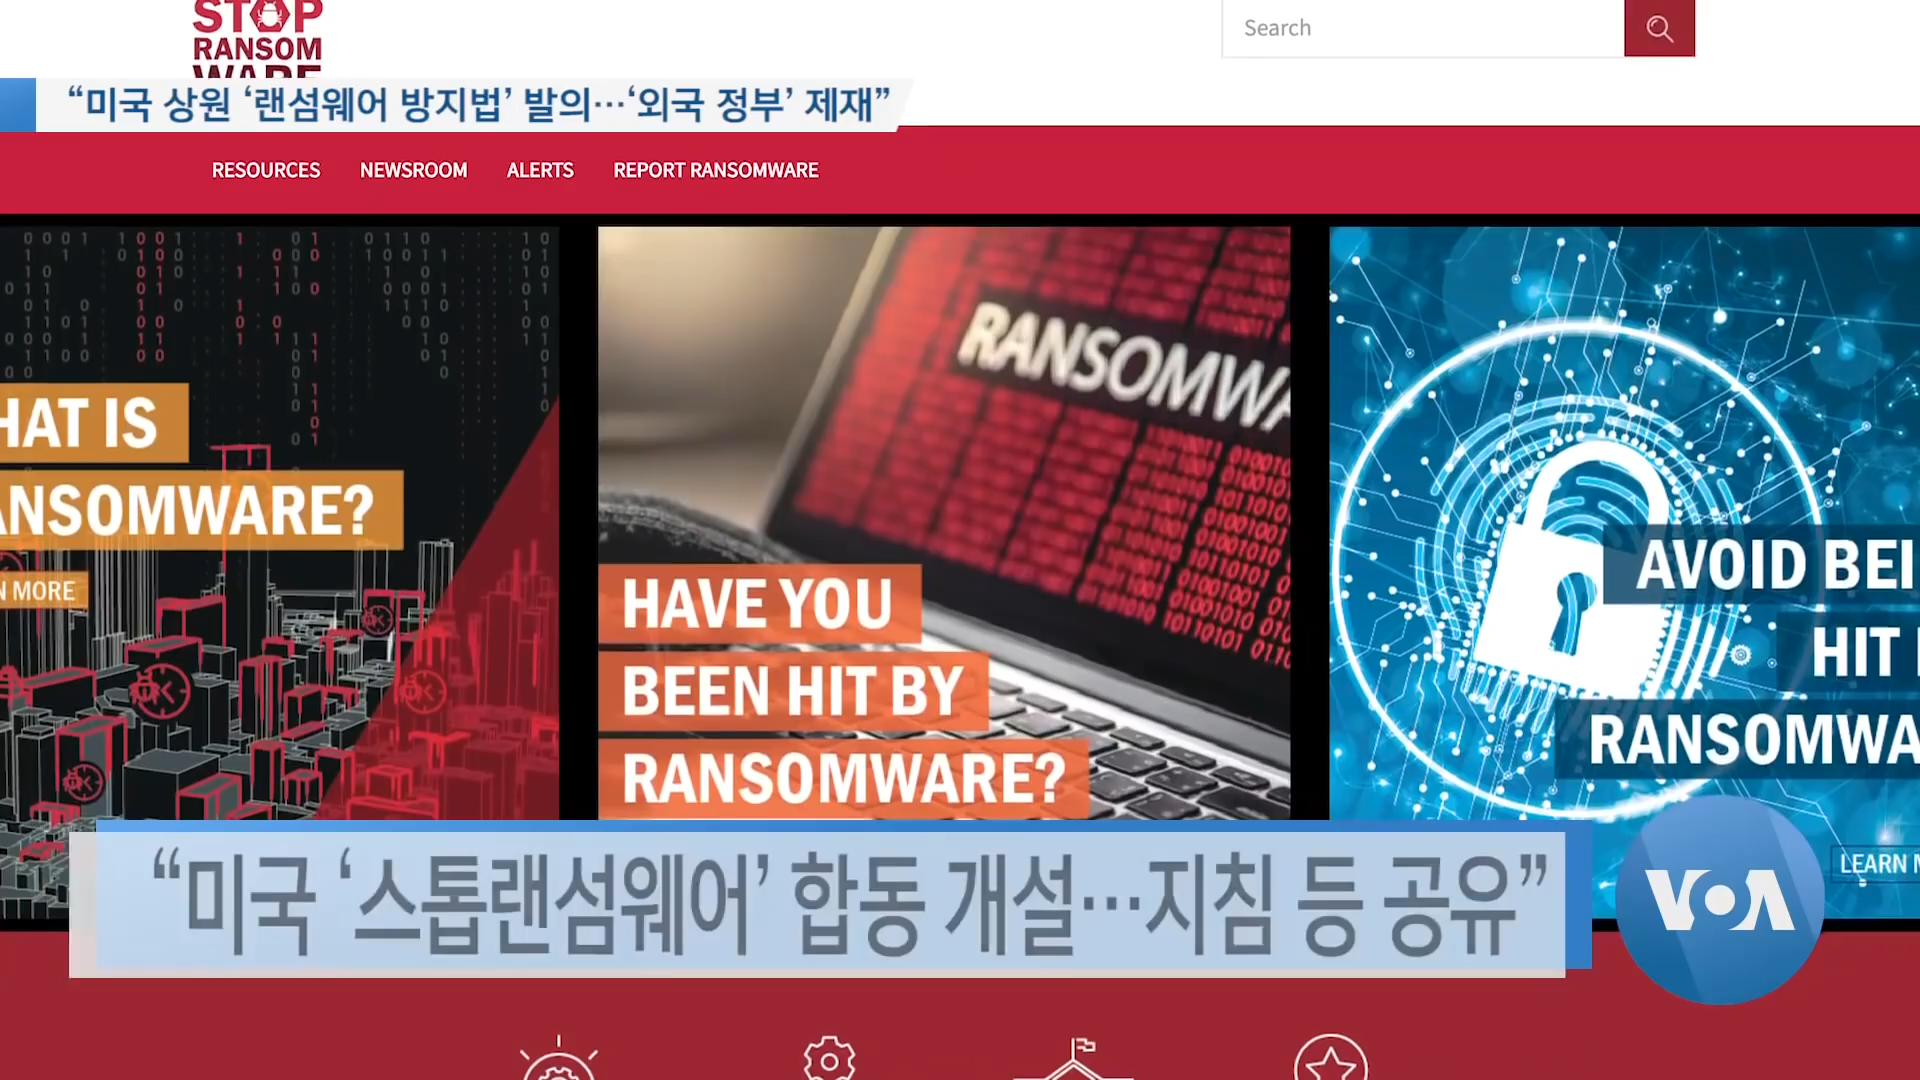 STOP
RANSOM
WARE
Search
“미국 상원 ‘랜섬웨어 방지법’ 발의…‘외국 정부’ 제재”
RESOURCES NEWSROOM ALERTS REPORT RANSOMWARE
HAT IS
ANSOMWARE?
N MORE
RANSOMWA
HAVE YOU
BEEN HIT BY
RANSOMWARE?
AVOID BEI
HIT
RANSOMWA
LEARN
“미국 ‘스톱랜섬웨어’ 합동 개설…지침 등 공유”
VOA